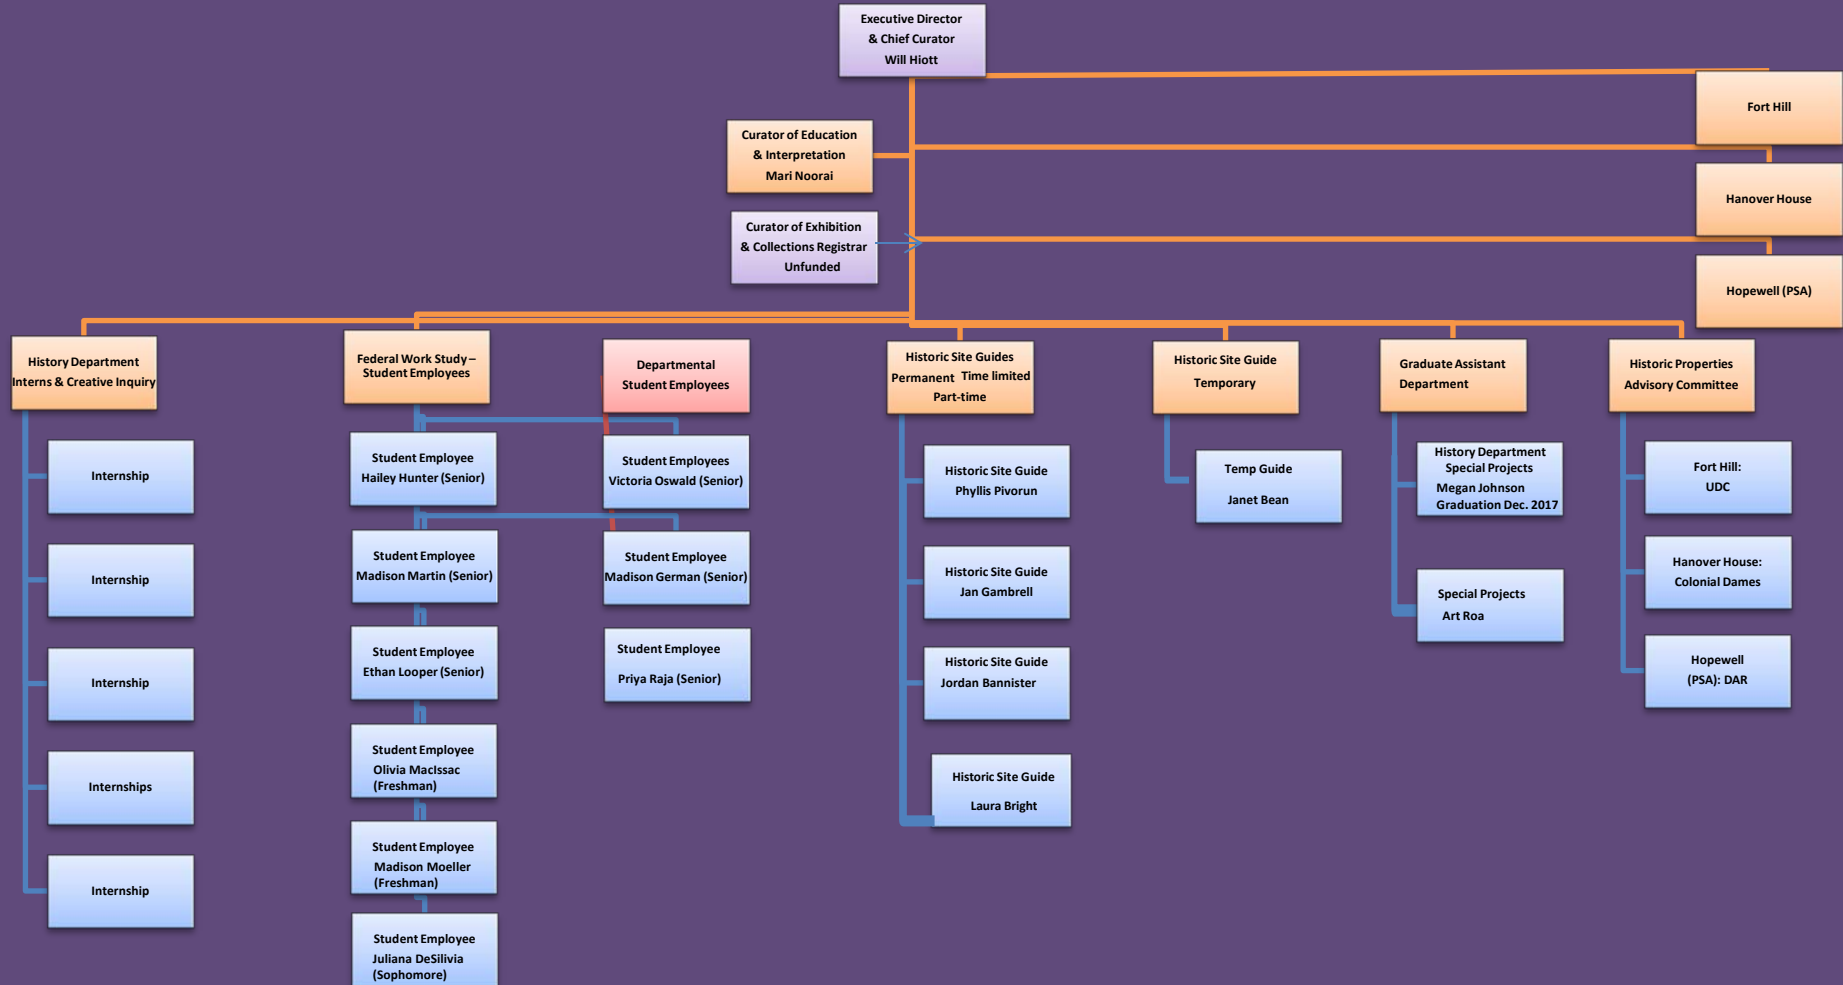 Executive Director
& Chief Curator
Will Hiott
Fort Hill
Curator of Education
& Interpretation
Mari Noorai
Hanover House
Curator of Exhibition
& Collections Registrar
Unfunded
Hopewell (PSA)
History Department
Interns & Creative Inquiry
Internship
Internship
Internship
Internships
Internship
Federal Work Study –
Student Employees
Student Employee
Hailey Hunter (Senior)
Student Employee
Madison Martin (Senior)
Student Employee
Ethan Looper (Senior)
Student Employee
Olivia MacIssac
(Freshman)
Student Employee
Madison Moeller
(Freshman)
Student Employee
Juliana DeSilivia
(Sophomore)
Departmental
Student Employees
Student Employees
Victoria Oswald (Senior)
Student Employee
Madison German (Senior)
Student Employee
Priya Raja (Senior)
Historic Site Guides
Permanent Time limited
Part-time
Historic Site Guide
Phyllis Pivorun
Historic Site Guide
Jan Gambrell
Historic Site Guide
Jordan Bannister
Historic Site Guide
Laura Bright
Historic Site Guide
Temporary
Temp Guide
Janet Bean
Graduate Assistant
Department
History Department
Special Projects
Megan Johnson
Graduation Dec. 2017
Special Projects
Art Roa
Historic Properties
Advisory Committee
Fort Hill:
UDC
Hanover House:
Colonial Dames
Hopewell
(PSA): DAR